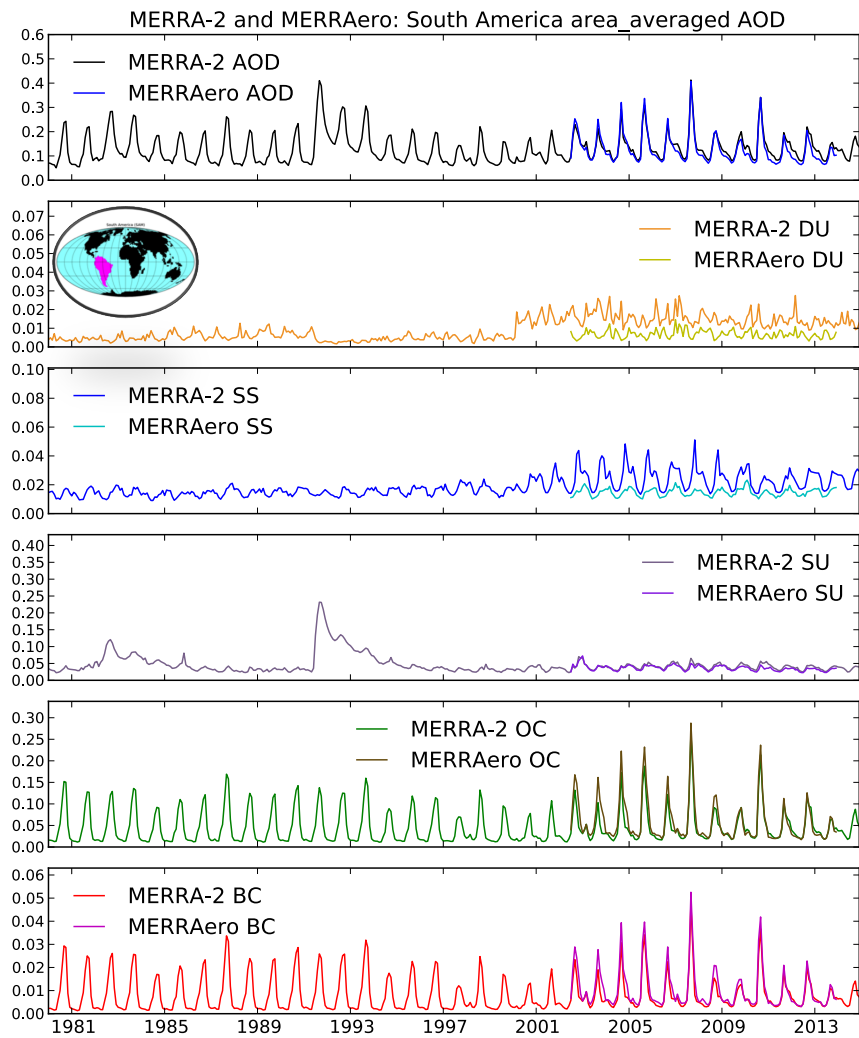 MERRA-2 and MERRAero: South America area_averaged AOD
0.6
0.5
0.4
0.3
0.2
0.1
0.0
MERRA-2 AOD
MERRAero AOD
0.07
0.06
0.05
0.04
0.03
0.02
0.01
0.00
South America (SAM)
MERRA-2 DU
MERRAero DU
0.10
0.08
0.06
0.04
0.02
0.00
MERRA-2 SS
MERRAero SS
0.40
0.35
0.30
0.25
0.20
0.15
0.10
0.05
0.00
MERRA-2 SU
MERRAero SU
0.30
0.25
0.20
0.15
0.10
0.05
0.00
MERRA-2 OC
MERRAero OC
0.06
0.05
0.04
0.03
0.02
0.01
0.00
MERRA-2 BC
MERRAero BC
1981 1985 1989 1993 1997 2001 2005 2009 2013